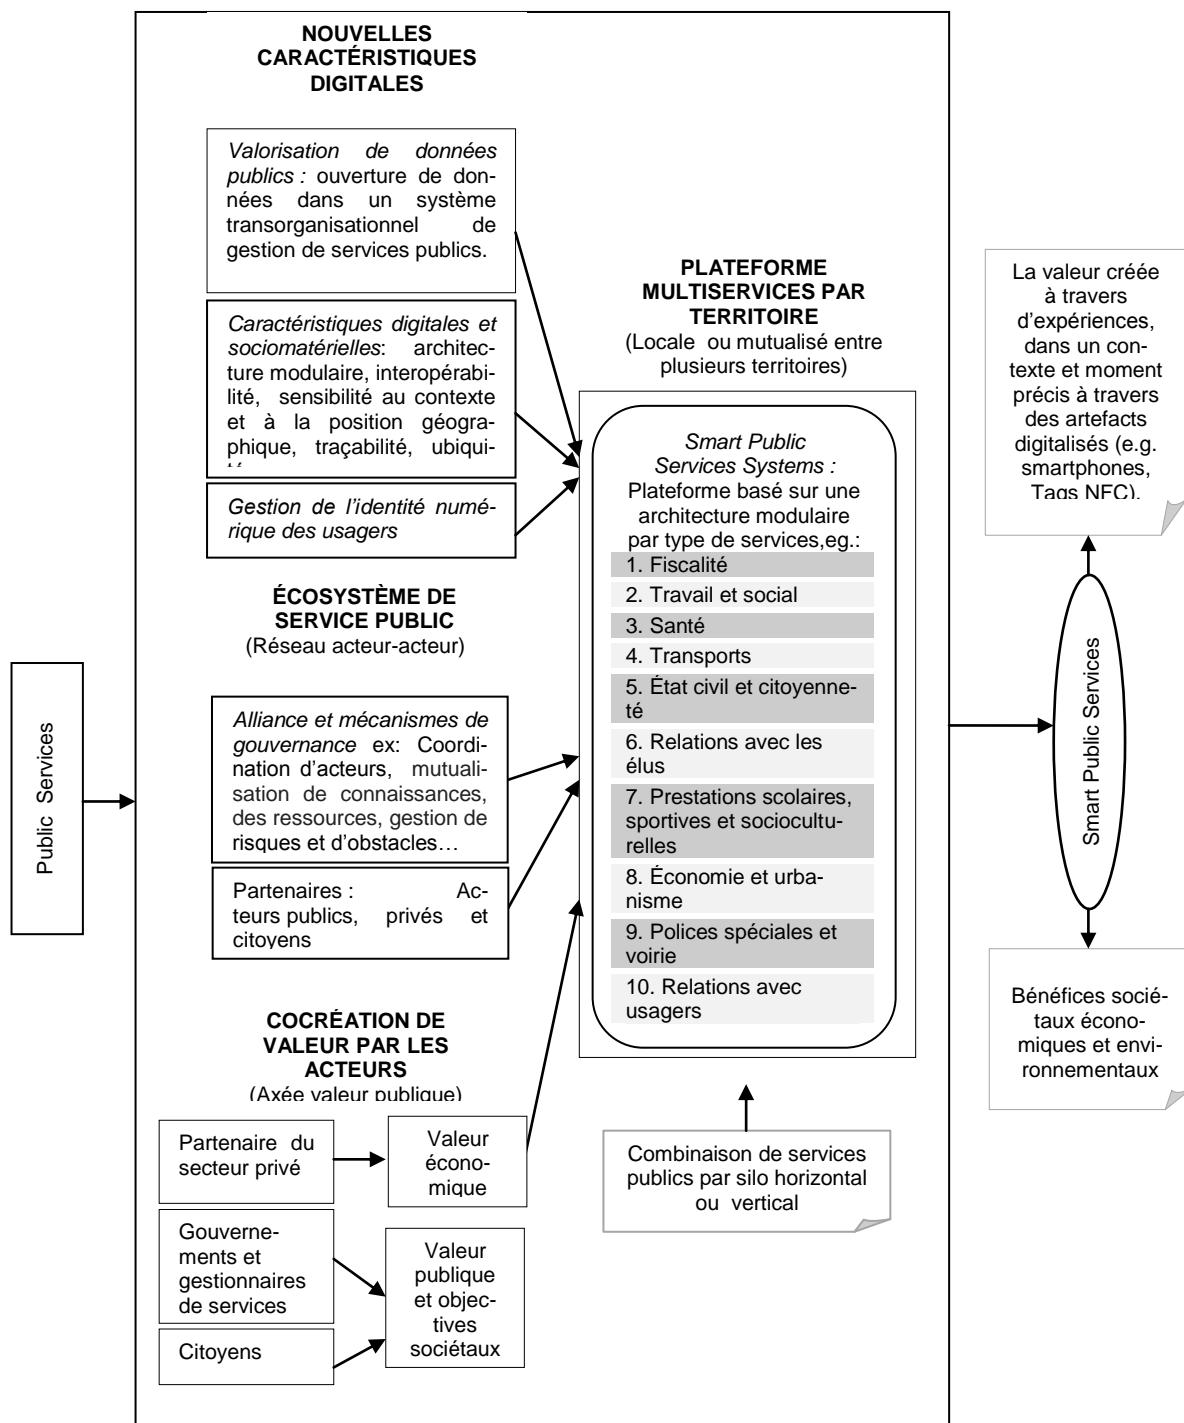 NOUVELLES
CARACTÉRISTIQUES
DIGITALES
Valorisation de données
publics : ouverture de don-
nées dans un système
transorganisationnel de
gestion de services publics.
Caractéristiques digitales et
sociomatérielles: architec-
ture modulaire, interopérabi-
lité, sensibilité au contexte
et à la position géogra-
phique, traçabilité, ubiqui-
Gestion de l'identité numé-
rique des usagers
ÉCOSYSTÈME DE
SERVICE PUBLIC
(Réseau acteur-acteur)
Alliance et mécanismes de
gouvernance ex: Coordi-
nation d'acteurs, mutuali-
sation de connaissances,
des ressources, gestion de
risques et d'obstacles…
Partenaires : Ac-
teurs publics, privés et
citoyens
COCRÉATION DE
VALEUR PAR LES
ACTEURS
(Axée valeur publique)
Partenaire du
secteur privé
Valeur
écono-
mique
Gouverne-
ments et
gestionnaires
de services
Citoyens
Valeur
publique
et objec-
tives
sociétaux
Public Services
PLATEFORME
MULTISERVICES PAR
TERRITOIRE
(Locale ou mutualisé entre
plusieurs territoires)
Smart Public
Services Systems :
Plateforme basé sur une
architecture modulaire
par type de services,eg.:
1. Fiscalité
2. Travail et social
3. Santé
4. Transports
5. État civil et citoyenne-
té
6. Relations avec les
élus
7. Prestations scolaires,
sportives et sociocultu-
relles
8. Économie et urba-
nisme
9. Polices spéciales et
voirie
10. Relations avec
usagers
Combinaison de services
publics par silo horizontal
ou vertical
La valeur créée
à travers
d'expériences,
dans un con-
texte et moment
précis à travers
des artefacts
digitalisés (e.g.
smartphones,
Tags NFC).
Smart Public Services
Bénéfices socié-
taux écono-
miques et envi-
ronnementaux